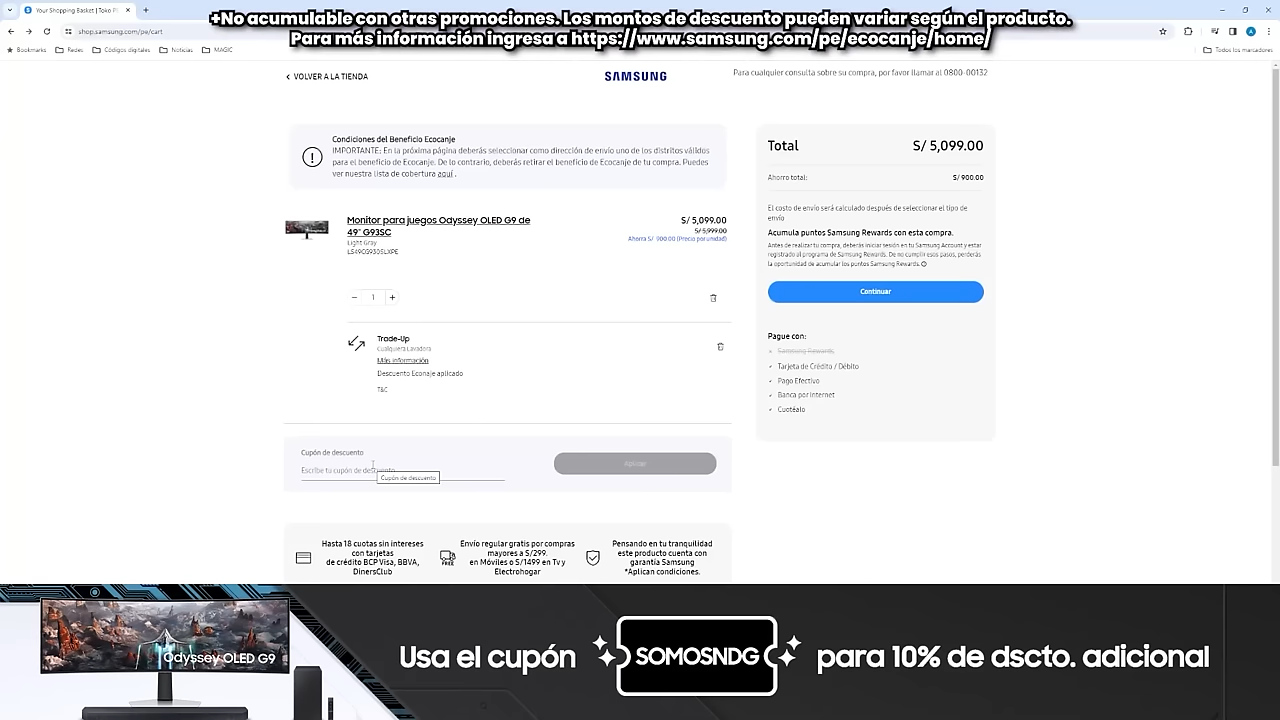 Your Shopping Basket | Toko P
+No acumulable con otras promociones. Los montos de descuento pueden variar según el producto.
Para más información ingresa a https://www.samsung.com/pe/ecocanje/home/
shop.samsung.com/pe/cart
Bookmarks
Redes
Códigos digitales
Noticias
MAGIC
Todos los marcadores
VOLVER A LA TIENDA
SAMSUNG
Para cualquier consulta sobre su compra, por favor llamar al 0800-00132
Condiciones del Beneficio Ecocanje
IMPORTANTE: En la próxima página deberás seleccionar como dirección de envío uno de los distritos válidos
para el beneficio de Ecocanje. De lo contrario, deberás retirar el beneficio de Ecocanje de tu compra. Puedes
ver nuestra lista de cobertura aquí .
Monitor para juegos Odyssey OLED G9 de
49" G93SC
Light Gray
LS49CG930SLXPE
S/ 5,099.00
S/ 5,999.00
Ahorra S/ 900.00 (Precio por unidad)
1
Trade-Up
Cualquiera Lavadora
Más información
Descuento Econaje aplicado
T&C
Cupón de descuento
Escribe tu cupón de descuento
Cupón de descuento
Aplicar
Total
S/ 5,099.00
Ahorro total:
S/ 900.00
El costo de envío será calculado después de seleccionar el tipo de
envío
Acumula puntos Samsung Rewards con esta compra.
Antes de realizar tu compra, deberás iniciar sesión en tu Samsung Account y estar
registrado al programa de Samsung Rewards. De no cumplir esos pasos, perderás
la oportunidad de acumular los puntos Samsung Rewards.
Continuar
Pague con:
Samsung Rewards
Tarjeta de Crédito / Débito
Pago Efectivo
Banca por Internet
Cuotéalo
Hasta 18 cuotas sin intereses
con tarjetas
de crédito BCP Visa, BBVA,
DinersClub
FREE
Envío regular gratis por compras
mayores a S/299.
en Móviles o S/1499 en Tv y
Electrohogar
Pensando en tu tranquilidad
este producto cuenta con
garantía Samsung
*Aplican condiciones.
Odyssey OLED G9
Usa el cupón
SOMOSNDG
para 10% de dscto. adicional